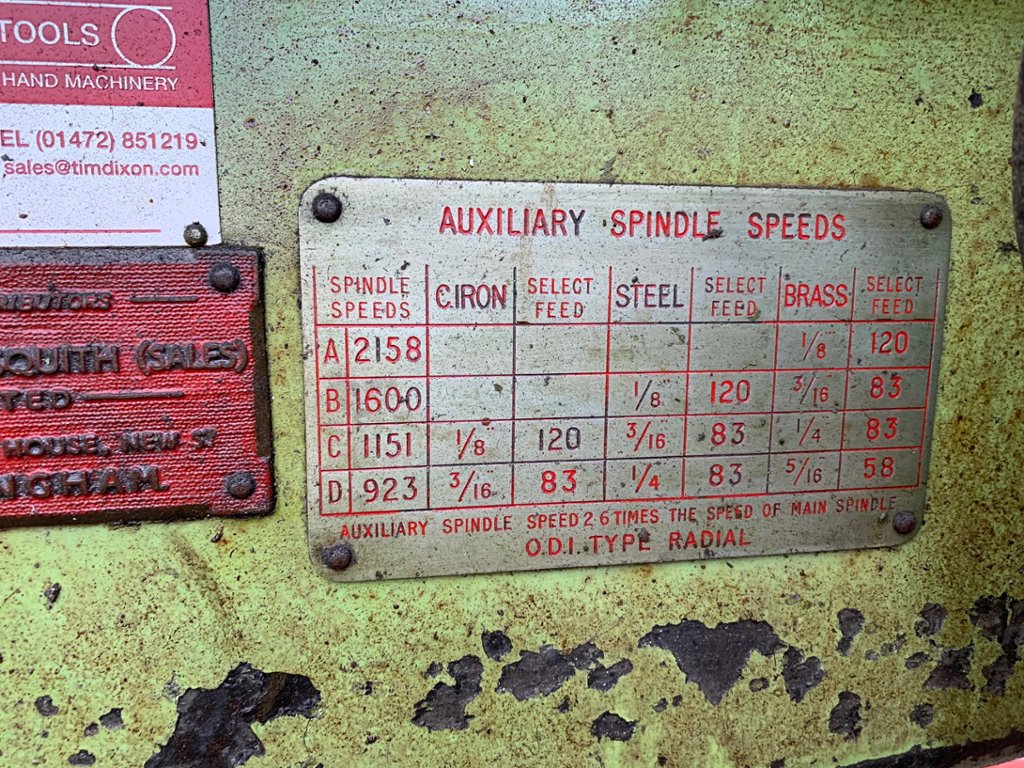 TOOLS
HAND MACHINERY
EL (01472) 851219
sales@timdixon.com
SQUITH (SALES)
TED
HOUSE, NEW ST
NGHAM.
AUXILIARY SPINDLE SPEEDS
SPINDLE SPEEDS C.IRON SELECT FEED STEEL SELECT FEED BRASS SELECT FEED
A 2158 1/8 120
B 1600 1/8 120 3/16 83
C 1151 1/8 120 3/16 83 1/4 83
D 923 3/16 83 1/4 83 5/16 58
AUXILIARY SPINDLE SPEED 2·6 TIMES THE SPEED OF MAIN SPINDLE
O.D.I. TYPE RADIAL